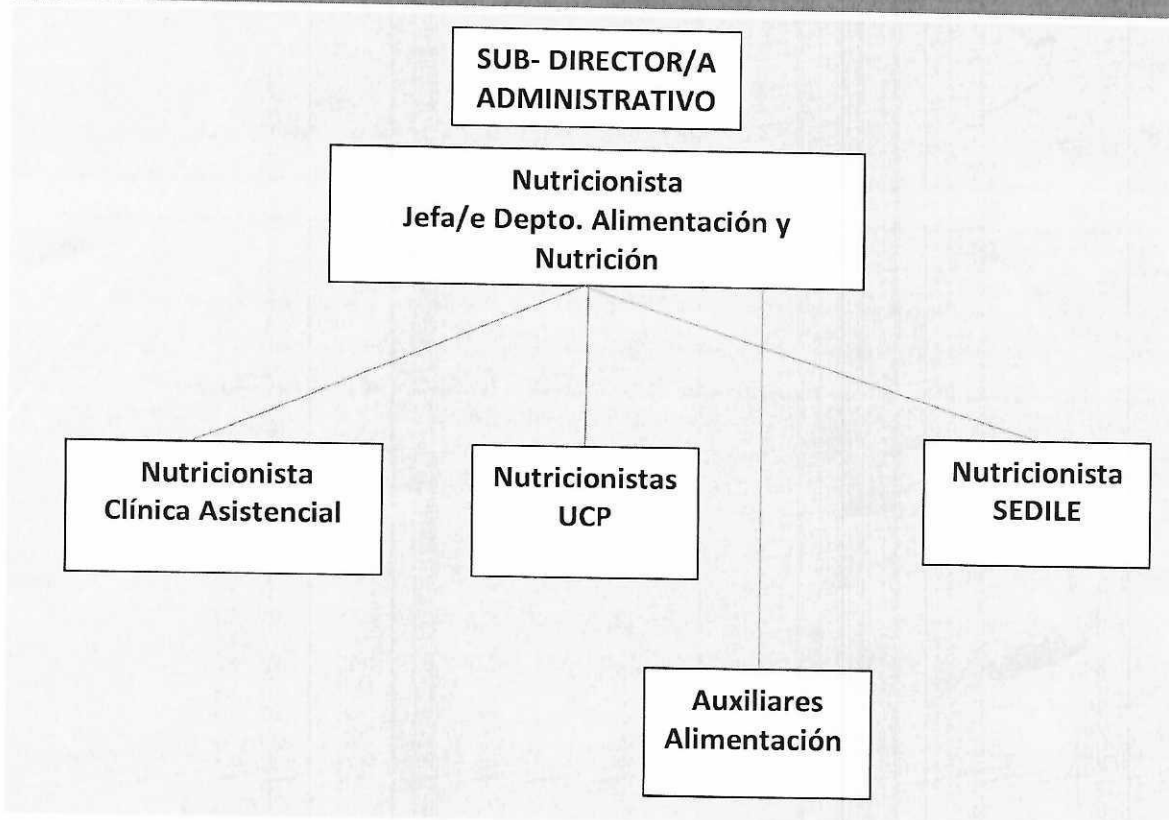 SUB- DIRECTOR/A
ADMINISTRATIVO
Nutricionista
Jefa/e Depto. Alimentación y
Nutrición
Nutricionista
Clínica Asistencial
Nutricionistas
UCP
Nutricionista
SEDILE
Auxiliares
Alimentación